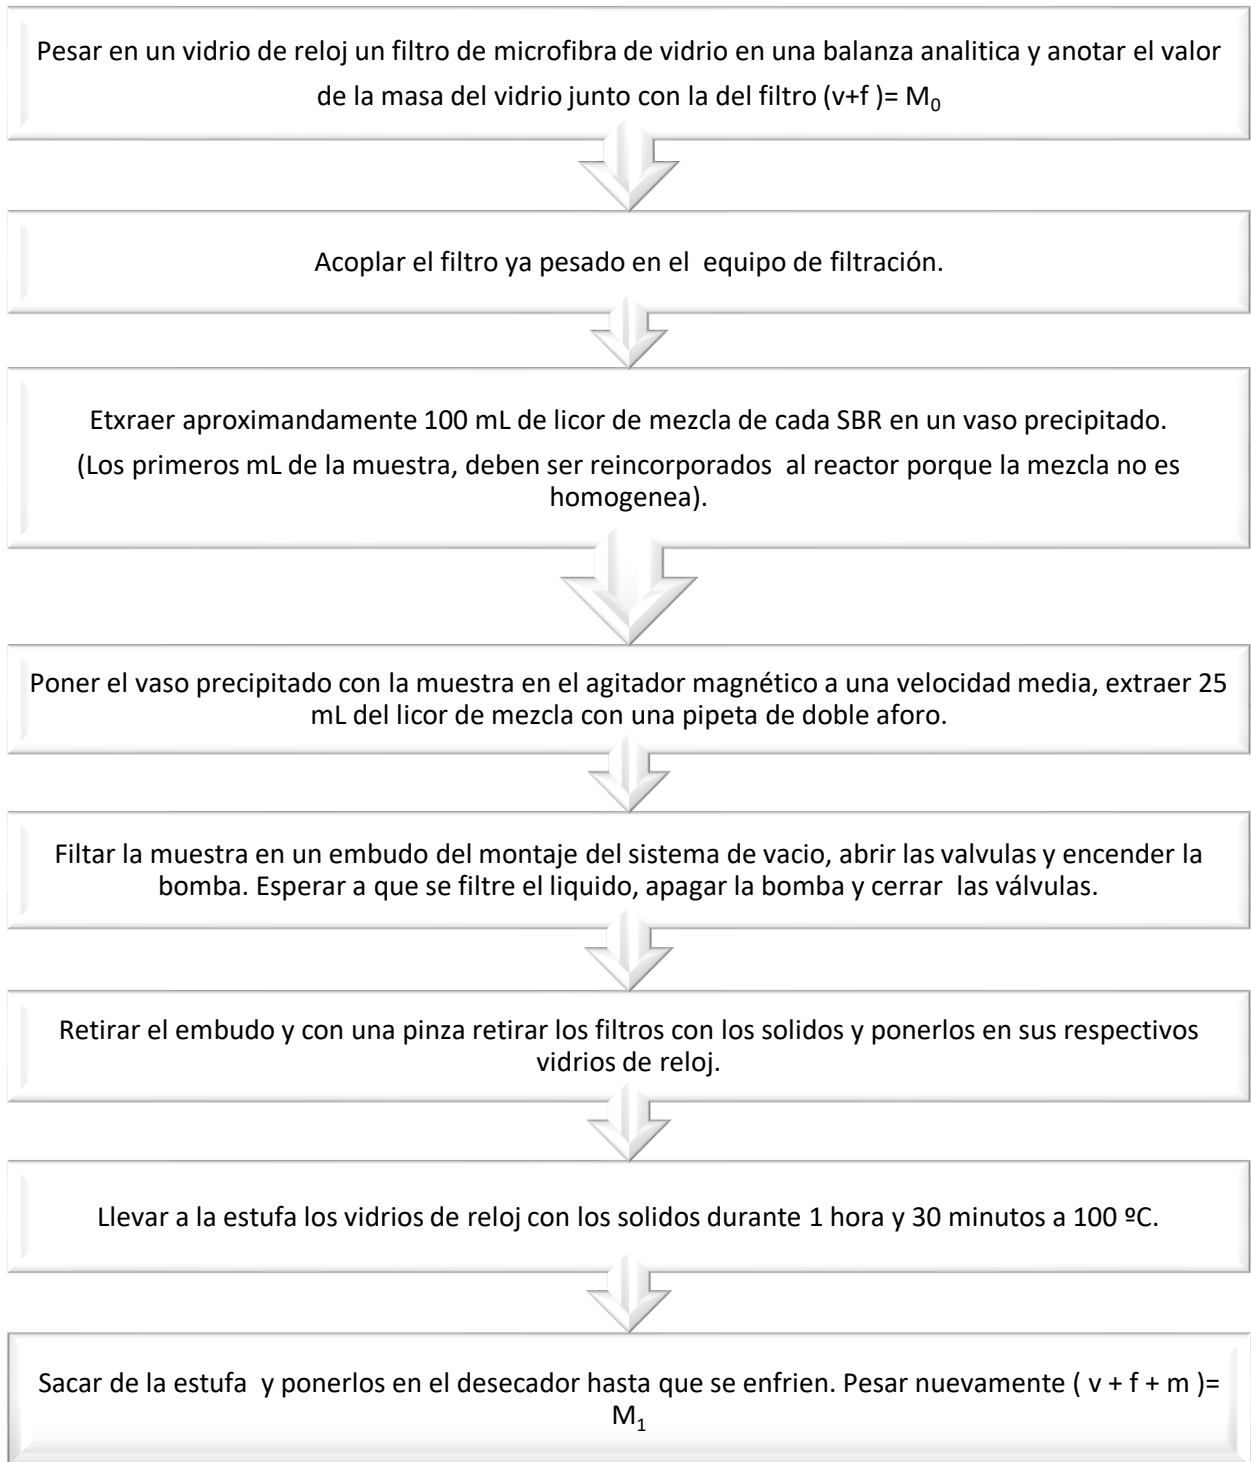 Pesar en un vidrio de reloj un filtro de microfibra de vidrio en una balanza analitica y anotar el valor
de la masa del vidrio junto con la del filtro (v+f )= M₀
Acoplar el filtro ya pesado en el  equipo de filtración.
Etxraer aproximandamente 100 mL de licor de mezcla de cada SBR en un vaso precipitado.
(Los primeros mL de la muestra, deben ser reincorporados  al reactor porque la mezcla no es
homogenea).
Poner el vaso precipitado con la muestra en el agitador magnético a una velocidad media, extraer 25
mL del licor de mezcla con una pipeta de doble aforo.
Filtar la muestra en un embudo del montaje del sistema de vacio, abrir las valvulas y encender la
bomba. Esperar a que se filtre el liquido, apagar la bomba y cerrar  las válvulas.
Retirar el embudo y con una pinza retirar los filtros con los solidos y ponerlos en sus respectivos
vidrios de reloj.
Llevar a la estufa los vidrios de reloj con los solidos durante 1 hora y 30 minutos a 100 ºC.
Sacar de la estufa  y ponerlos en el desecador hasta que se enfrien. Pesar nuevamente ( v + f + m )=
M₁